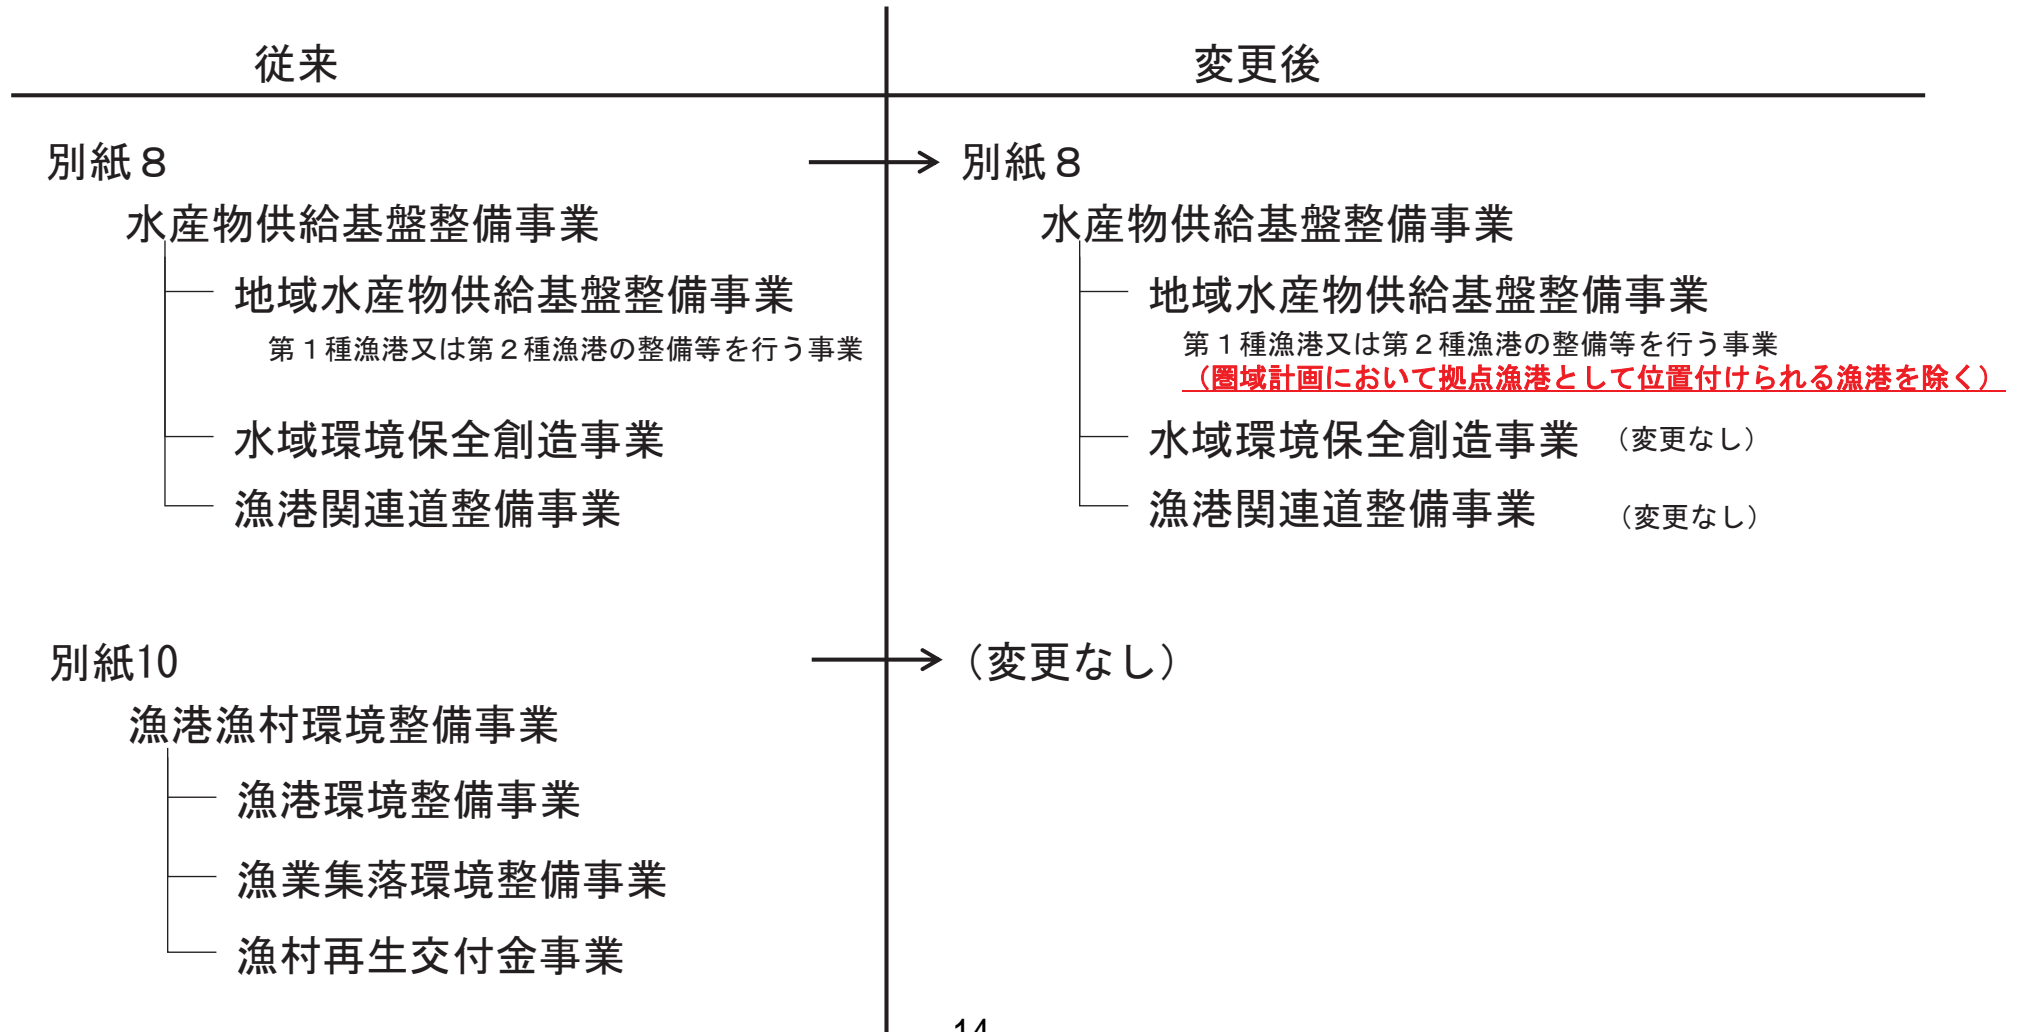 従来
変更後
別紙８
水産物供給基盤整備事業
地域水産物供給基盤整備事業
第１種漁港又は第２種漁港の整備等を行う事業
水域環境保全創造事業
漁港関連道整備事業
別紙10
漁港漁村環境整備事業
漁港環境整備事業
漁業集落環境整備事業
漁村再生交付金事業
別紙８
水産物供給基盤整備事業
地域水産物供給基盤整備事業
第１種漁港又は第２種漁港の整備等を行う事業
（圏域計画において拠点漁港として位置付けられる漁港を除く）
水域環境保全創造事業 （変更なし）
漁港関連道整備事業 （変更なし）
（変更なし）
14